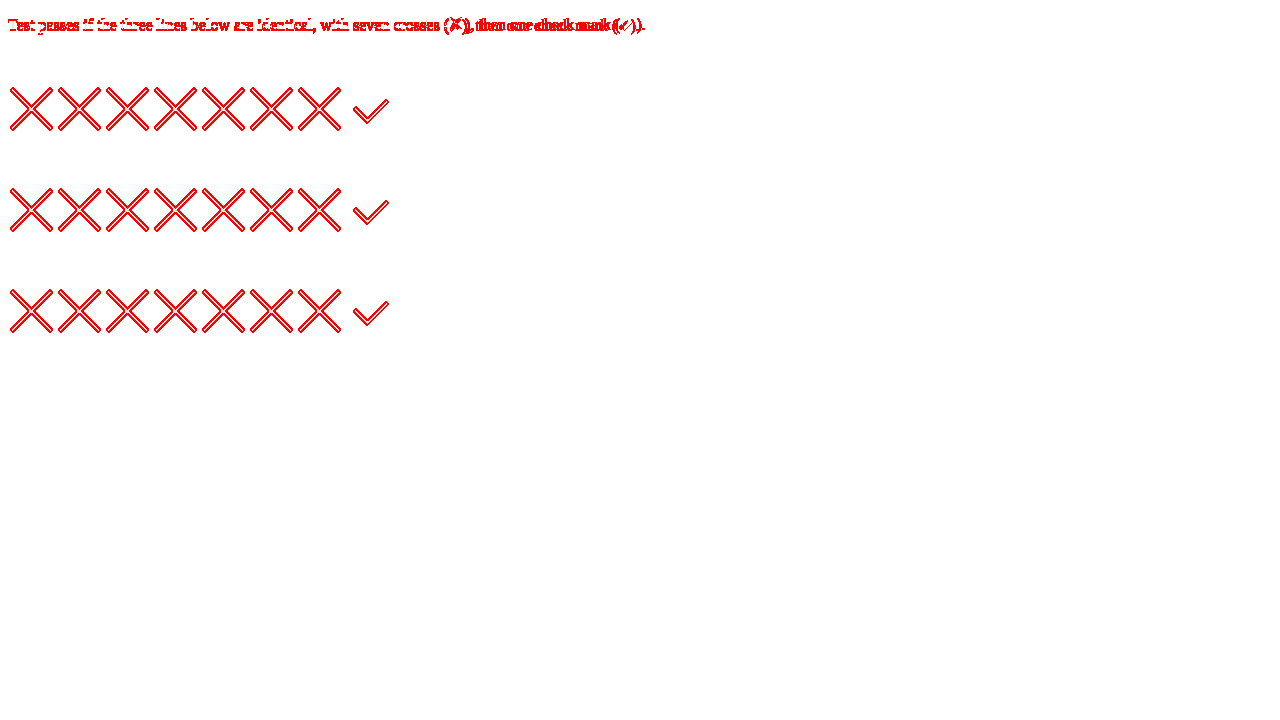 Test passes if the three lines below are identical, with seven crosses (✗), then one check mark (✓).
✗✗✗✗✗✗✗✓
✗✗✗✗✗✗✗✓
✗✗✗✗✗✗✗✓